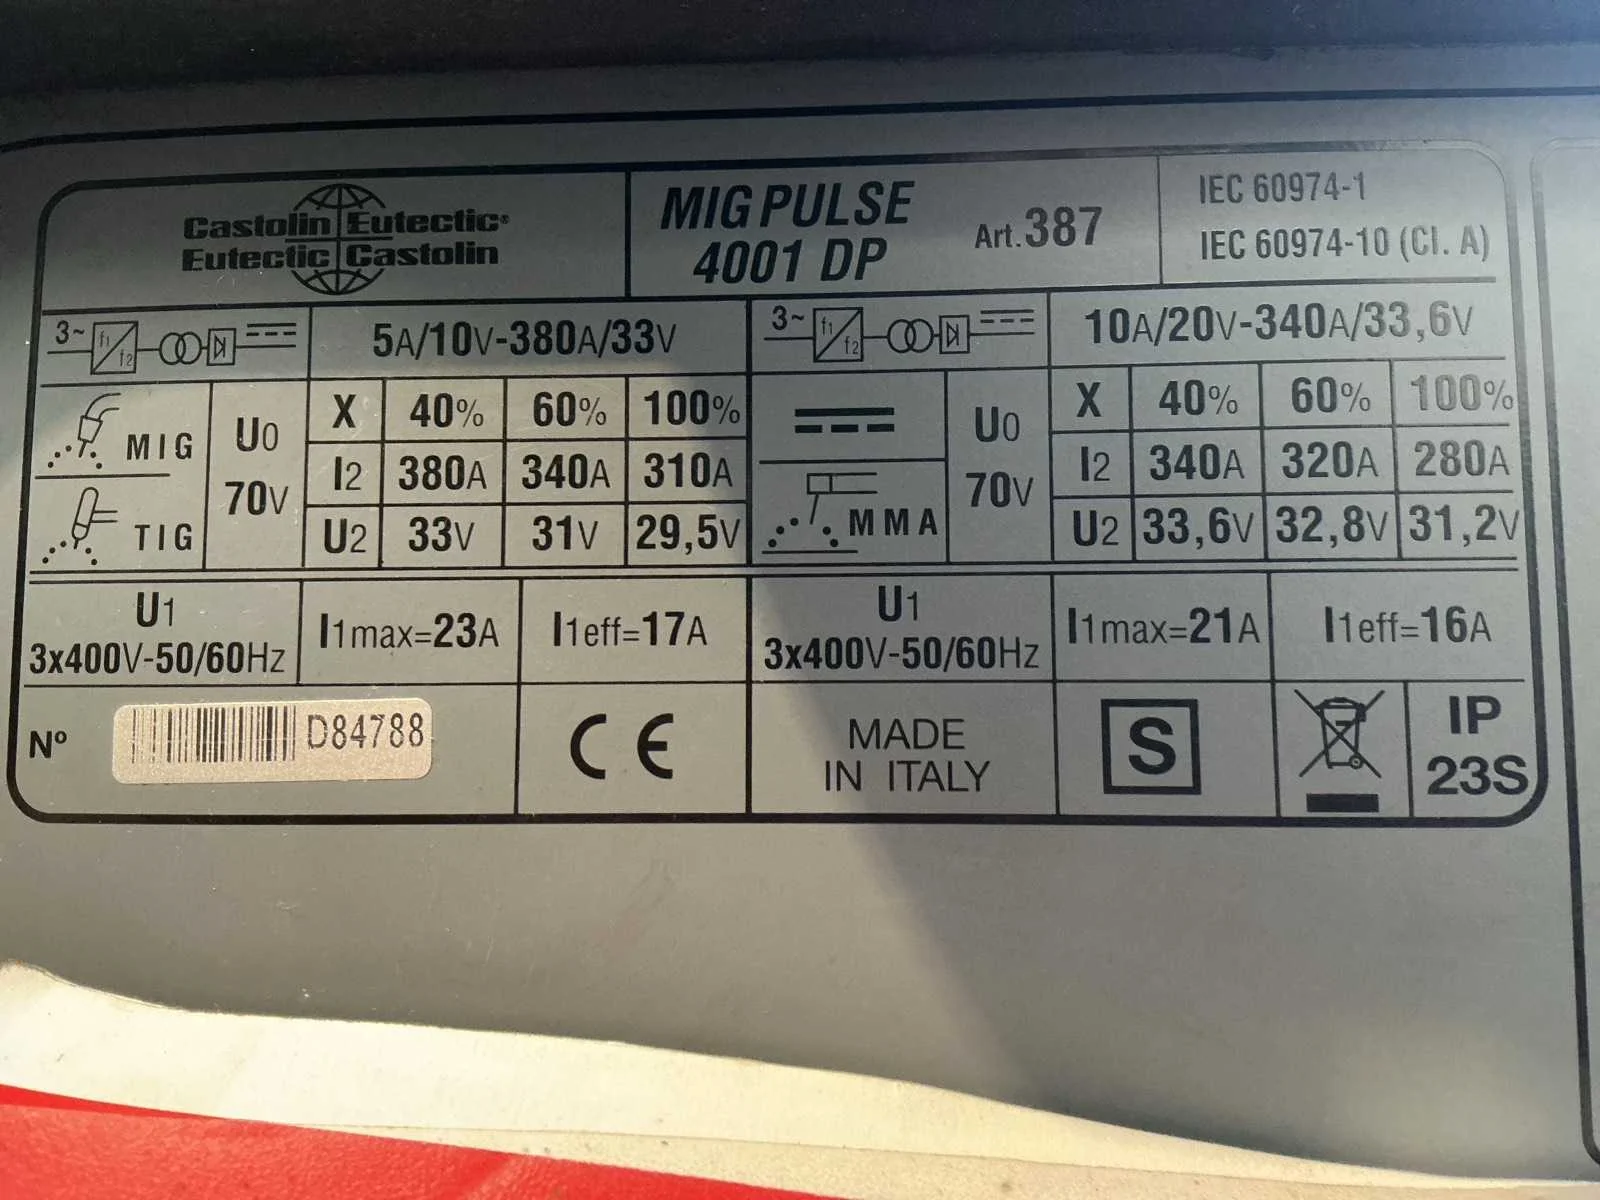 Castolin Eutectic®
Eutectic Castolin
MIG PULSE
4001 DP
Art. 387
IEC 60974-1
IEC 60974-10 (Cl. A)
3~ f1 f2
5A/10V-380A/33V
3~ f1 f2
10A/20V-340A/33,6V
MIG
TIG
U0
70V
X 40% 60% 100%
I2 380A 340A 310A
U2 33V 31V 29,5V
MMA
U0
70V
X 40% 60% 100%
I2 340A 320A 280A
U2 33,6V 32,8V 31,2V
U1
3x400V-50/60Hz
I1max=23A
I1eff=17A
U1
3x400V-50/60Hz
I1max=21A
I1eff=16A
Nº
D84788
CE
MADE
IN ITALY
S
IP
23S